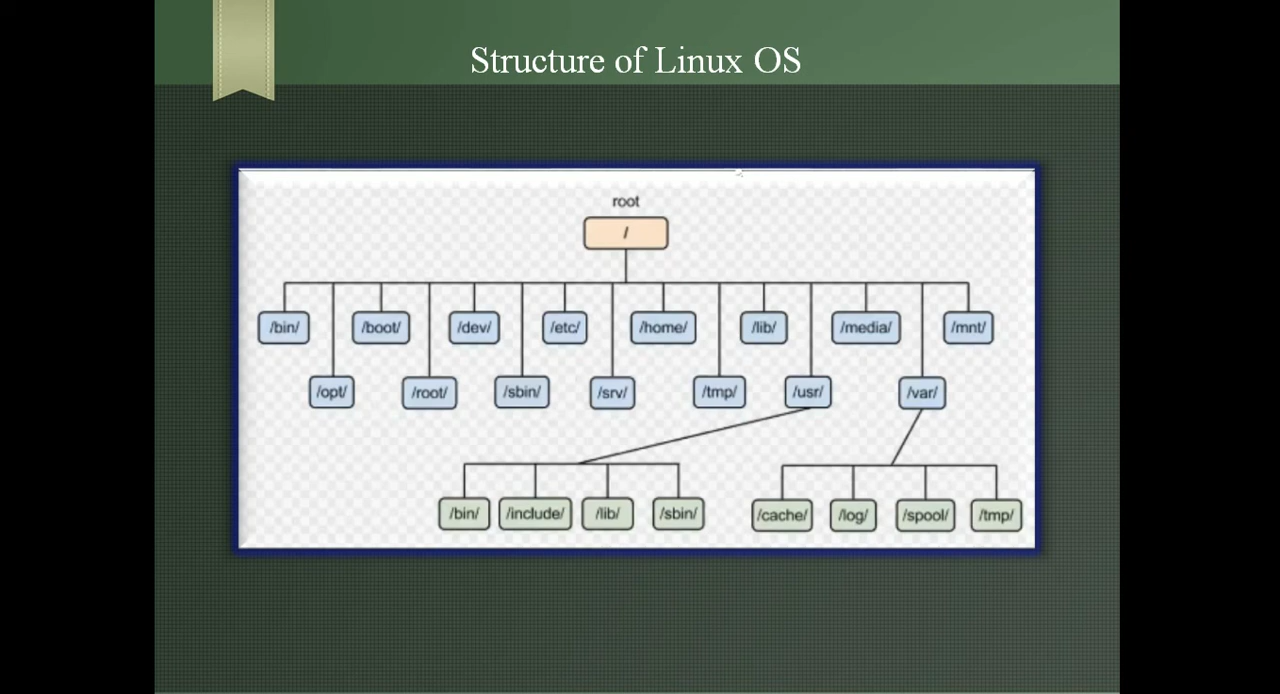 Structure of Linux OS
root
/
/bin/ /boot/ /dev/ /etc/ /home/ /lib/ /media/ /mnt/
/opt/ /root/ /sbin/ /srv/ /tmp/ /usr/ /var/
/bin/ /include/ /lib/ /sbin/ /cache/ /log/ /spool/ /tmp/